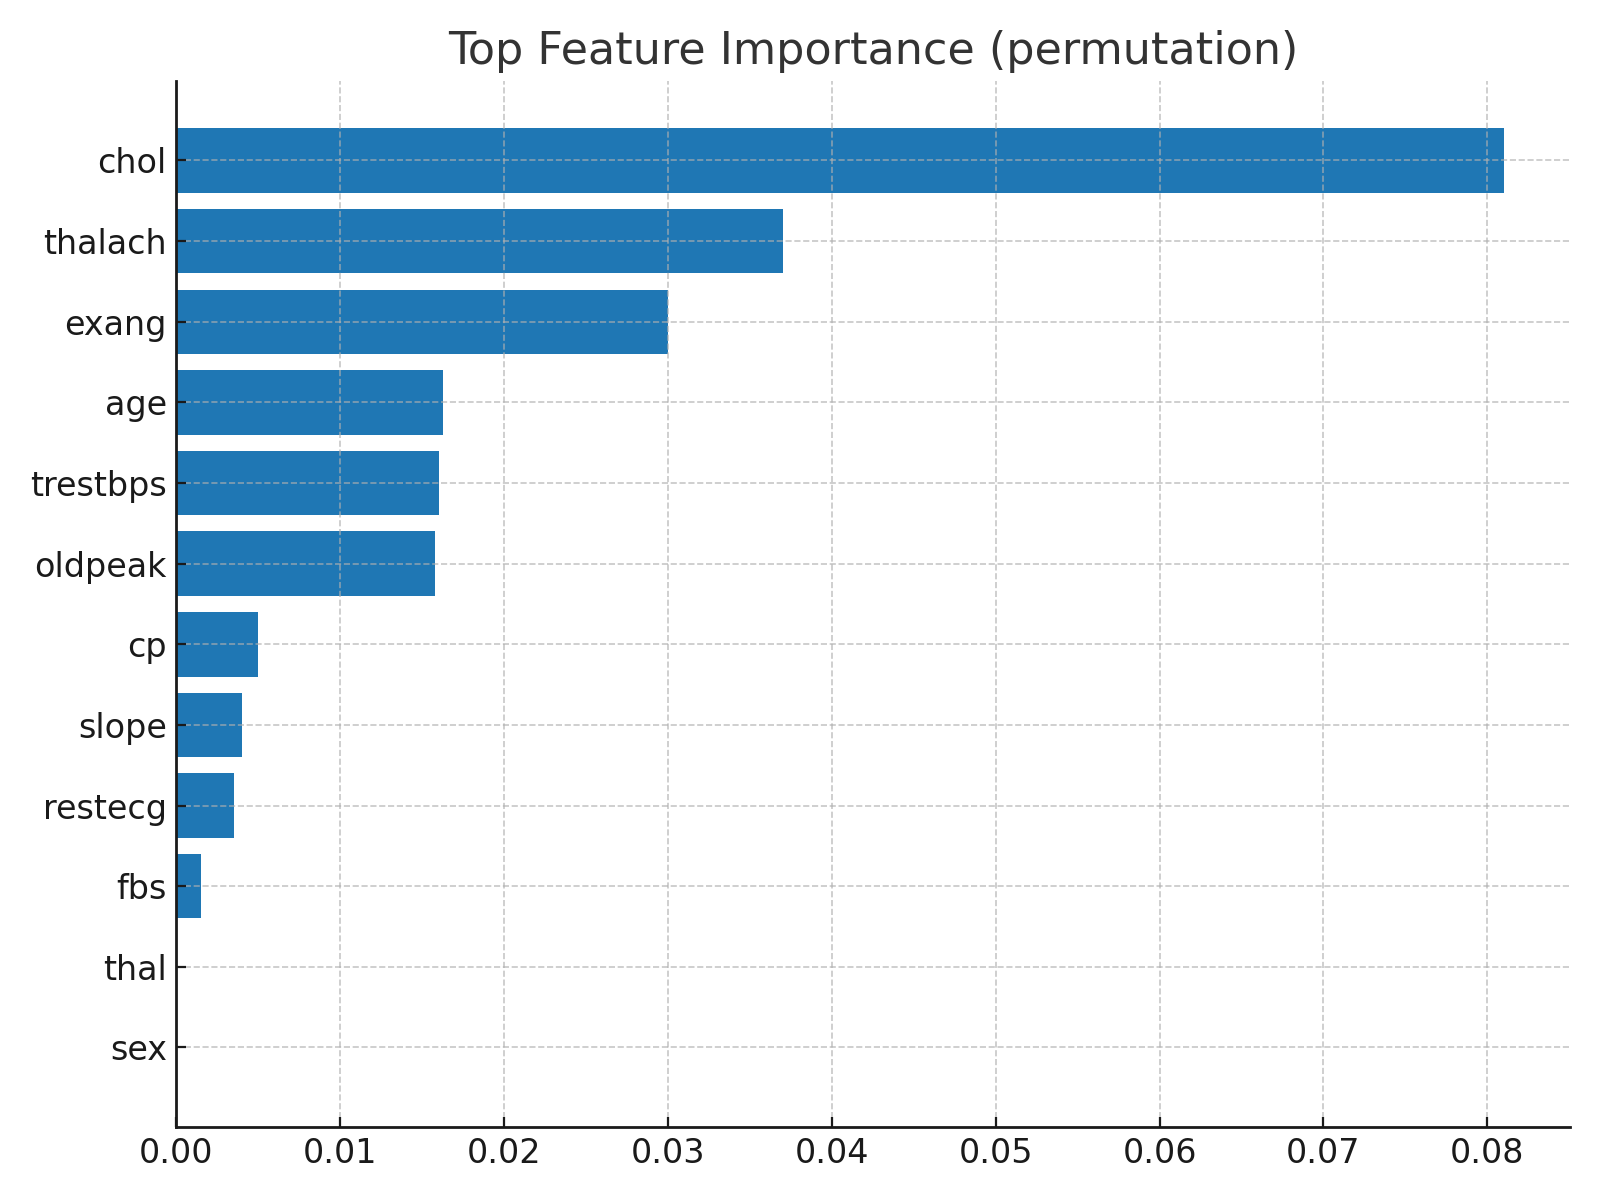 Top Feature Importance (permutation)
chol
thalach
exang
age
trestbps
oldpeak
cp
slope
restecg
fbs
thal
sex
0.00 0.01 0.02 0.03 0.04 0.05 0.06 0.07 0.08